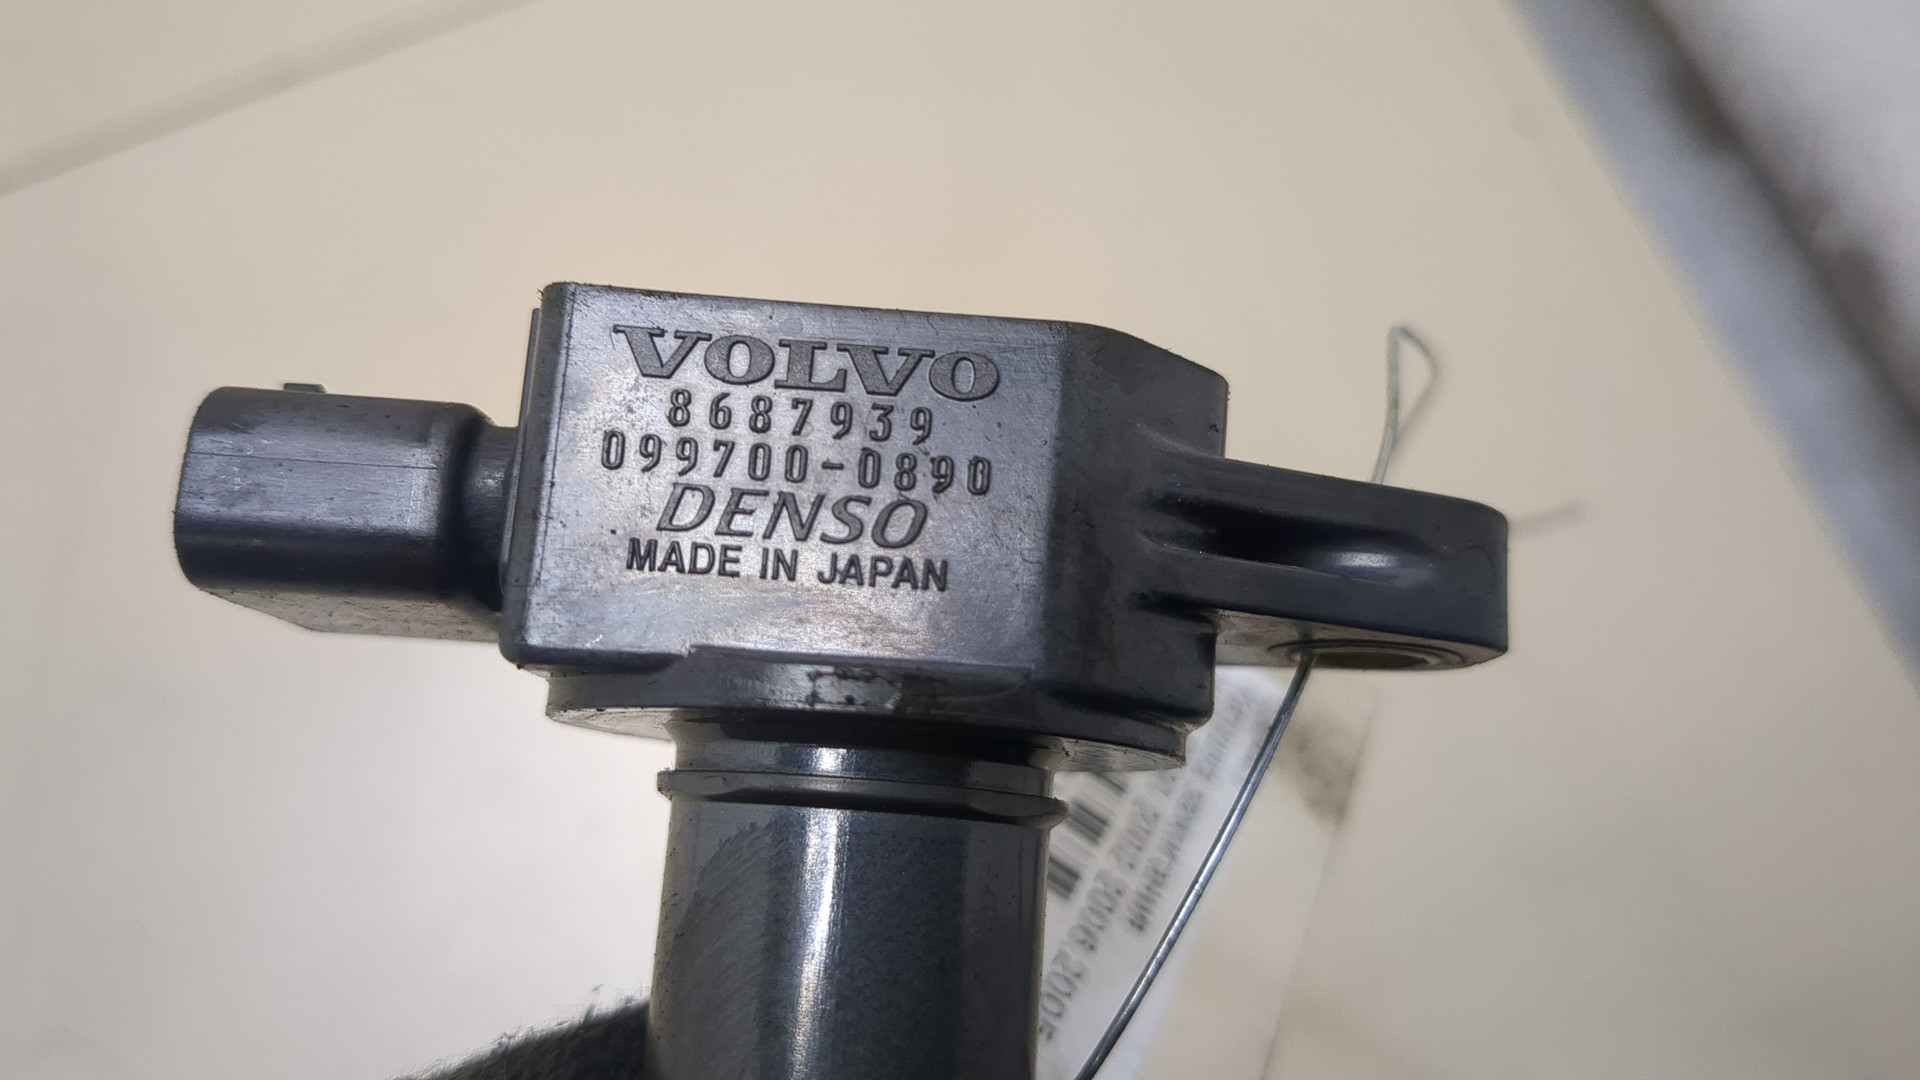 VOLVO
8687939
099700-0890
DENSO
MADE IN JAPAN